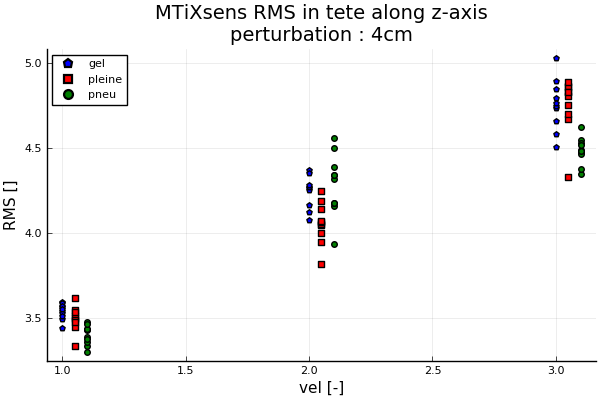 MTiXsens RMS in tete along z-axis
perturbation : 4cm
gel
pleine
pneu
RMS []
5.0
4.5
4.0
3.5
1.0 1.5 2.0 2.5 3.0
vel [-]